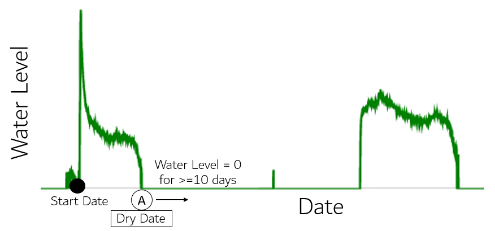 Water Level
Water Level = 0
for >=10 days
Start Date
A
Dry Date
Date